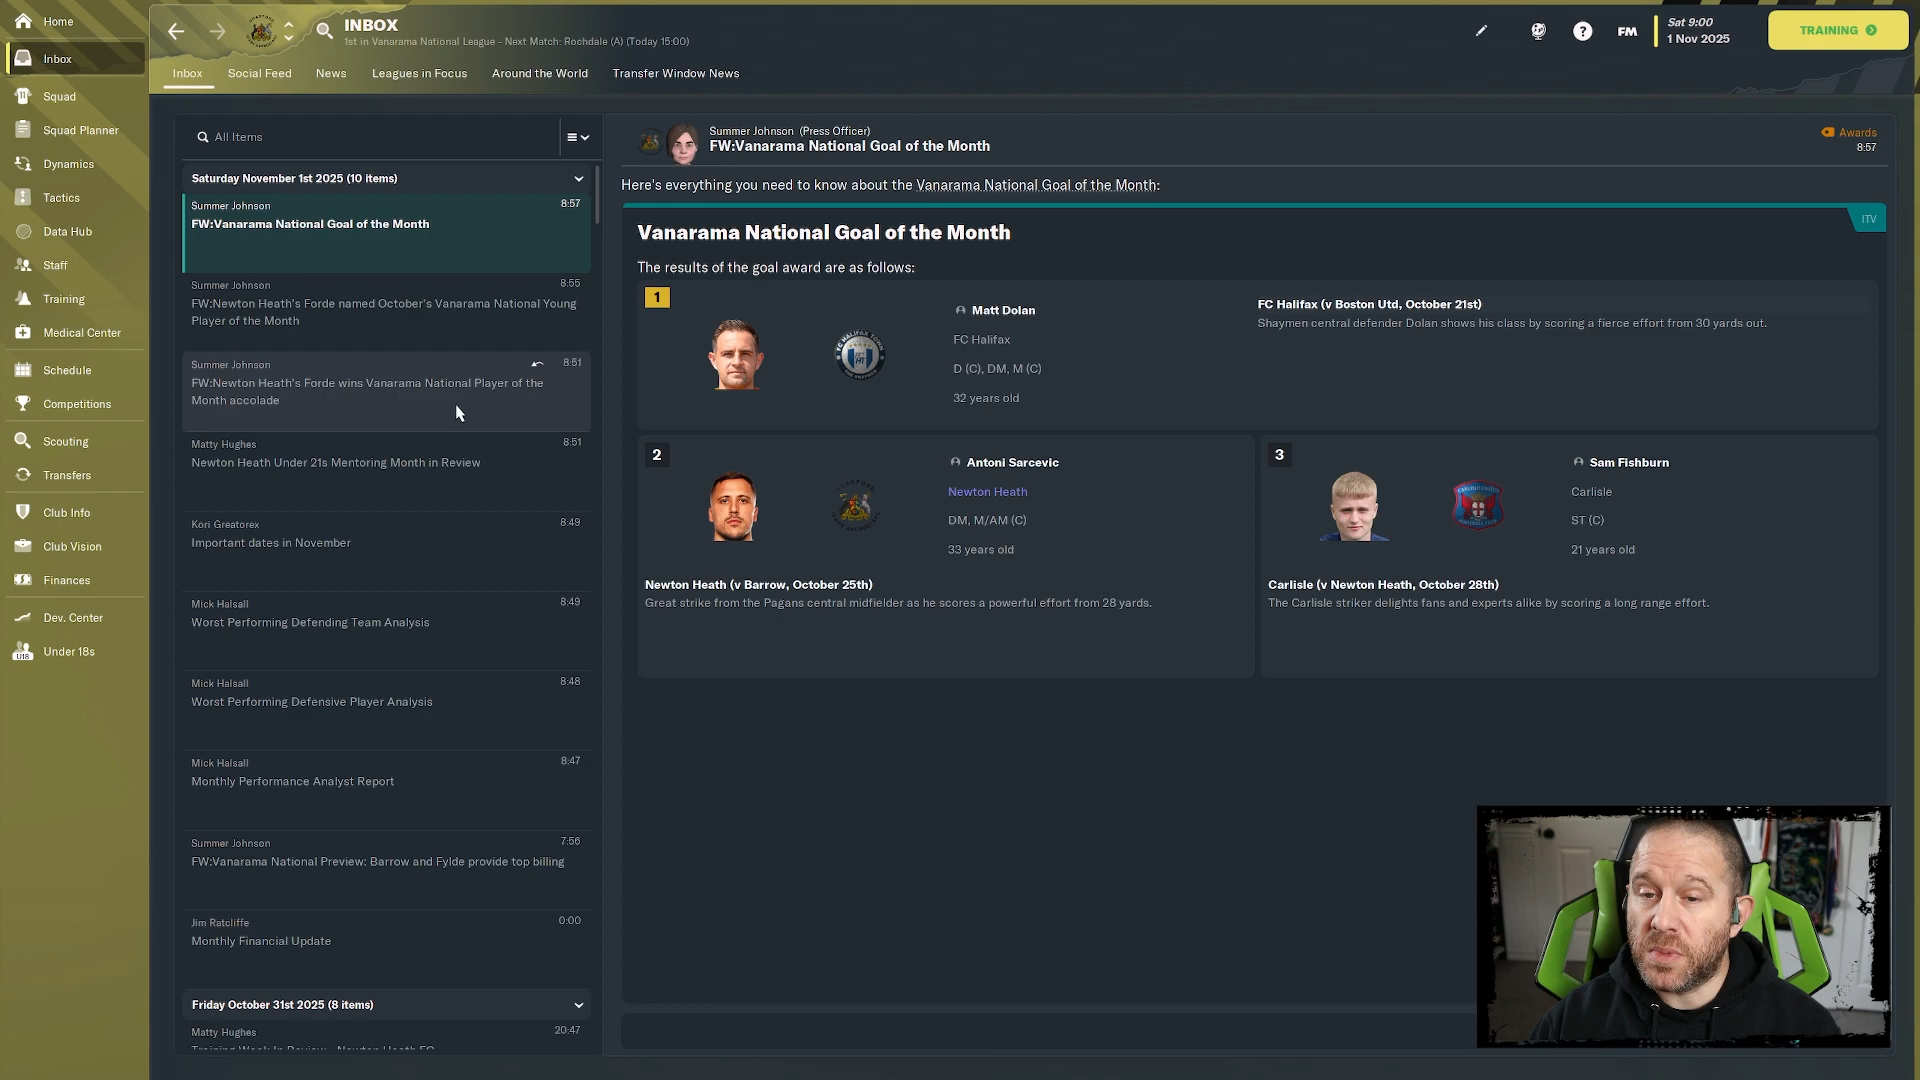 Home
Inbox
Squad
Squad Planner
Dynamics
Tactics
Data Hub
Staff
Training
Medical Center
Schedule
Competitions
Scouting
Transfers
Club Info
Club Vision
Finances
Dev. Center
U18
Under 18s
INBOX
1st in Vanarama National League - Next Match: Rochdale (A) (Today 15:00)
FM
Sat 9:00
1 Nov 2025
TRAINING
Inbox
Social Feed
News
Leagues in Focus
Around the World
Transfer Window News
All Items
Saturday November 1st 2025 (10 items)
Summer Johnson 8:57
FW:Vanarama National Goal of the Month
Summer Johnson 8:55
FW:Newton Heath's Forde named October's Vanarama National Young
Player of the Month
Summer Johnson 8:51
FW:Newton Heath's Forde wins Vanarama National Player of the
Month accolade
Matty Hughes 8:51
Newton Heath Under 21s Mentoring Month in Review
Kori Greatorex 8:49
Important dates in November
Mick Halsall 8:49
Worst Performing Defending Team Analysis
Mick Halsall 8:48
Worst Performing Defensive Player Analysis
Mick Halsall 8:47
Monthly Performance Analyst Report
Summer Johnson 7:56
FW:Vanarama National Preview: Barrow and Fylde provide top billing
Jim Ratcliffe 0:00
Monthly Financial Update
Friday October 31st 2025 (8 items)
Matty Hughes 20:47
Training Week In Review - Newton Heath FC
Summer Johnson (Press Officer)
FW:Vanarama National Goal of the Month
Awards
8:57
Here's everything you need to know about the Vanarama National Goal of the Month:
ITV
Vanarama National Goal of the Month
The results of the goal award are as follows:
1
Matt Dolan
FC Halifax
D (C), DM, M (C)
32 years old
FC Halifax (v Boston Utd, October 21st)
Shaymen central defender Dolan shows his class by scoring a fierce effort from 30 yards out.
2
Antoni Sarcevic
Newton Heath
DM, M/AM (C)
33 years old
Newton Heath (v Barrow, October 25th)
Great strike from the Pagans central midfielder as he scores a powerful effort from 28 yards.
3
Sam Fishburn
Carlisle
ST (C)
21 years old
Carlisle (v Newton Heath, October 28th)
The Carlisle striker delights fans and experts alike by scoring a long range effort.